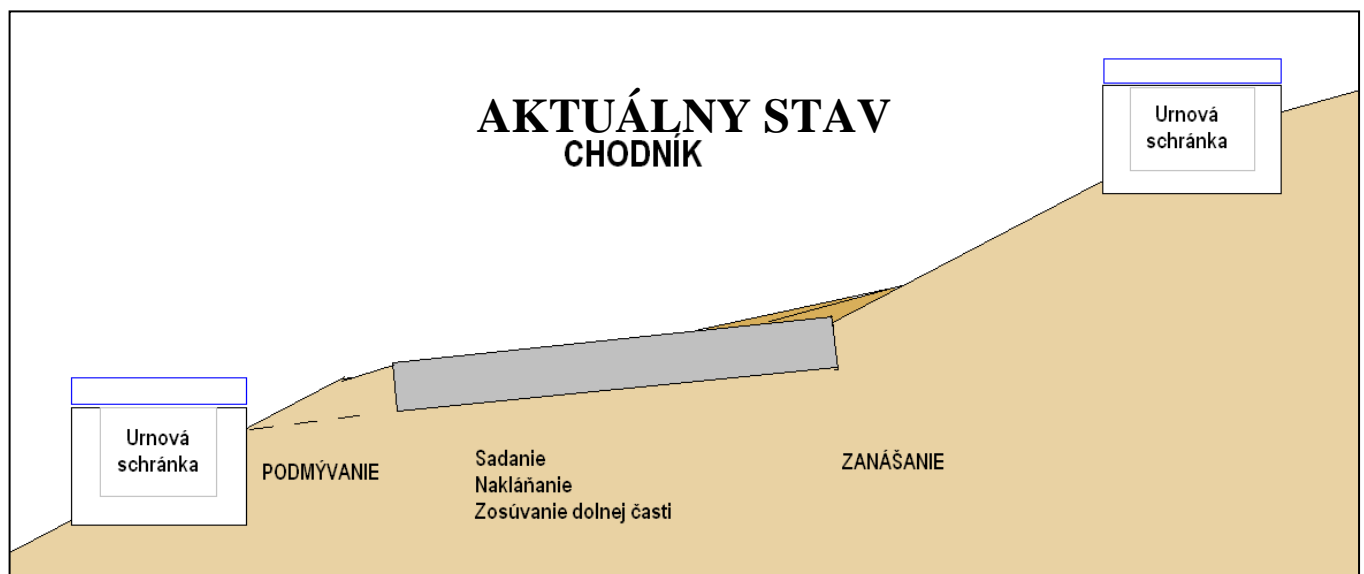 AKTUÁLNY STAV
CHODNÍK
Urnová
schránka
Urnová
schránka
PODMÝVANIE
Sadanie
Nakláňanie
Zosúvanie dolnej časti
ZANÁŠANIE